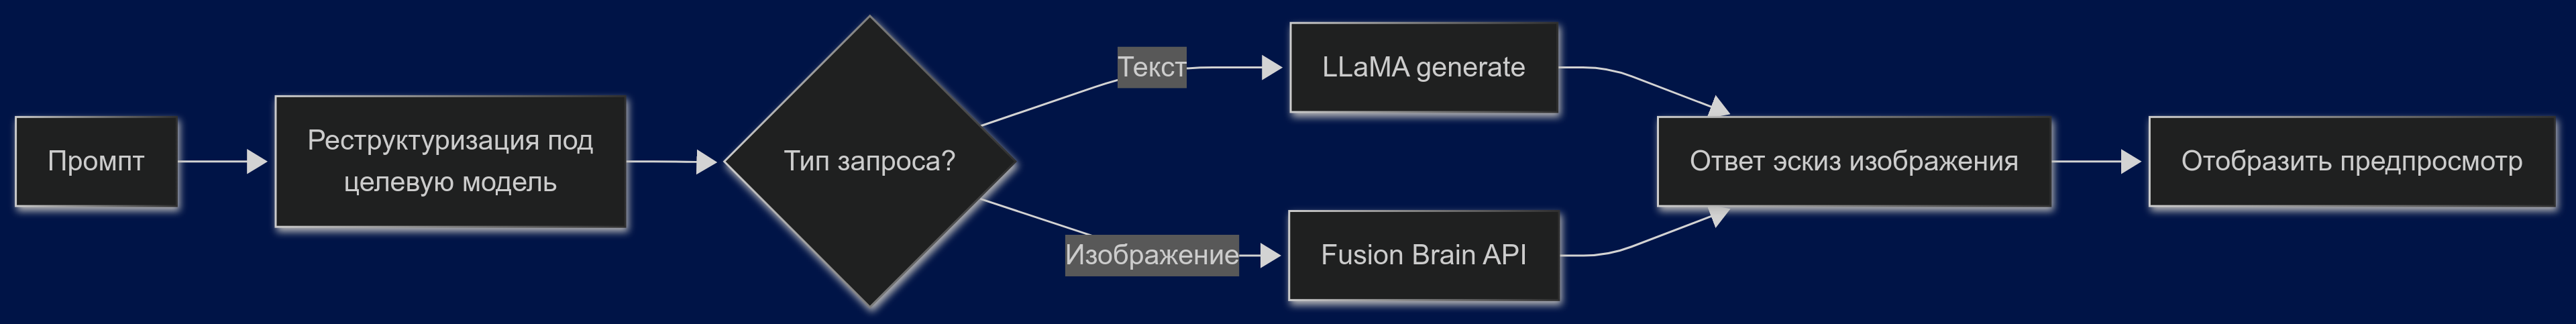 Промпт
Реструктуризация под
целевую модель
Тип запроса?
Текст
Изображение
LLaMA generate
Fusion Brain API
Ответ эскиз изображения
Отобразить предпросмотр